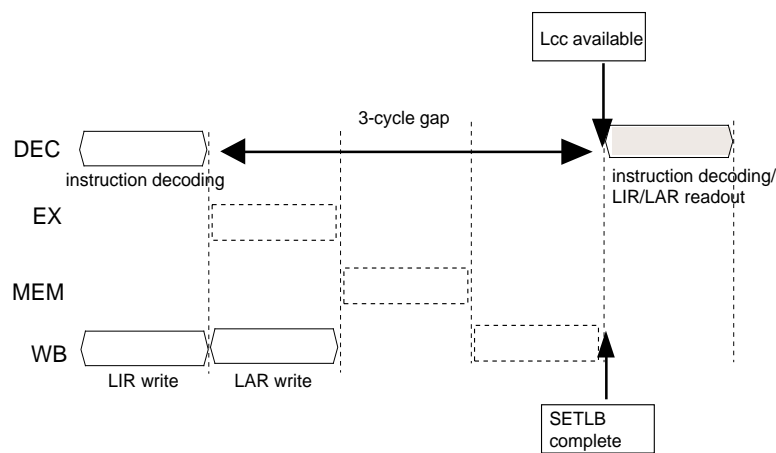 Lcc available
3-cycle gap
DEC
instruction decoding
instruction decoding/
LIR/LAR readout
EX
MEM
WB
LIR write
LAR write
SETLB
complete